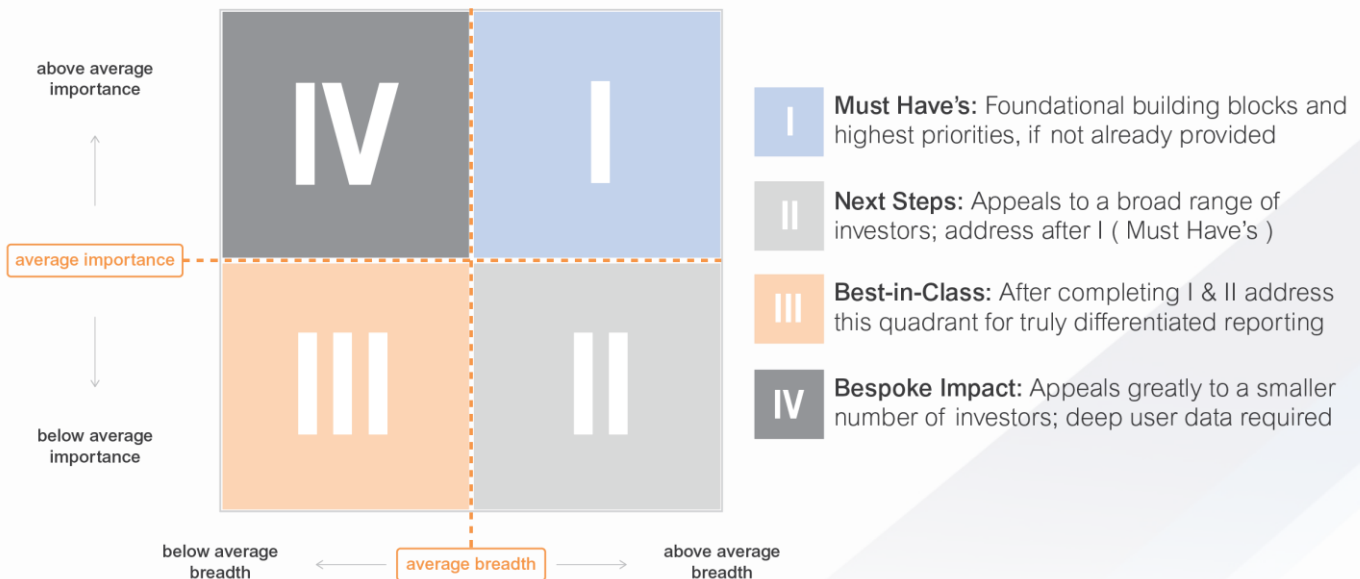 above average
importance
average importance
below average
importance
IV
I
III
II
below average
breadth
average breadth
above average
breadth
I
Must Have's: Foundational building blocks and
highest priorities, if not already provided
II
Next Steps: Appeals to a broad range of
investors; address after I ( Must Have's )
III
Best-in-Class: After completing I & II address
this quadrant for truly differentiated reporting
IV
Bespoke Impact: Appeals greatly to a smaller
number of investors; deep user data required